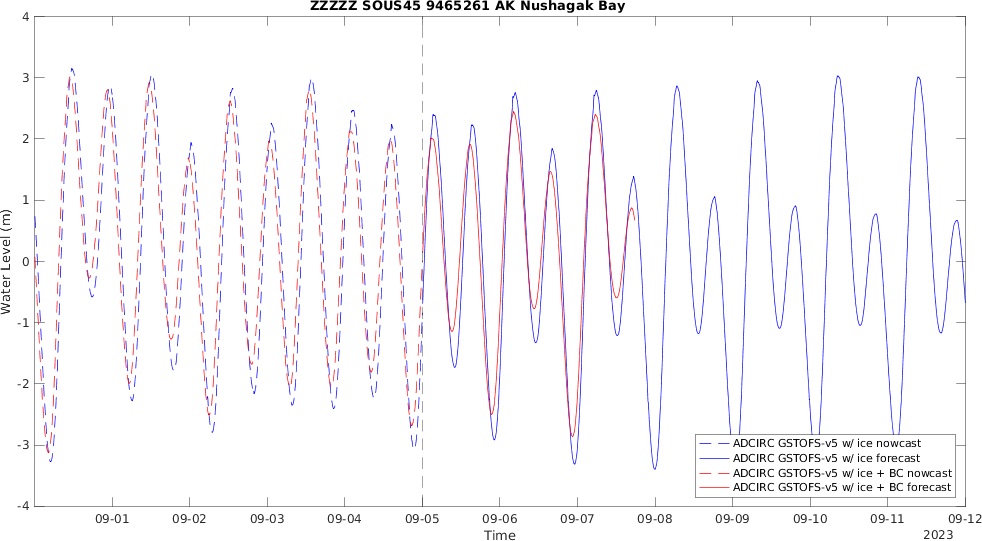 ZZZZZ SOUS45 9465261 AK Nushagak Bay
4
3
2
1
0
-1
-2
-3
-4
Water Level (m)
09-01 09-02 09-03 09-04 09-05 09-06 09-07 09-08 09-09 09-10 09-11 09-12
Time
2023
ADCIRC GSTOFS-v5 w/ ice nowcast
ADCIRC GSTOFS-v5 w/ ice forecast
ADCIRC GSTOFS-v5 w/ ice + BC nowcast
ADCIRC GSTOFS-v5 w/ ice + BC forecast